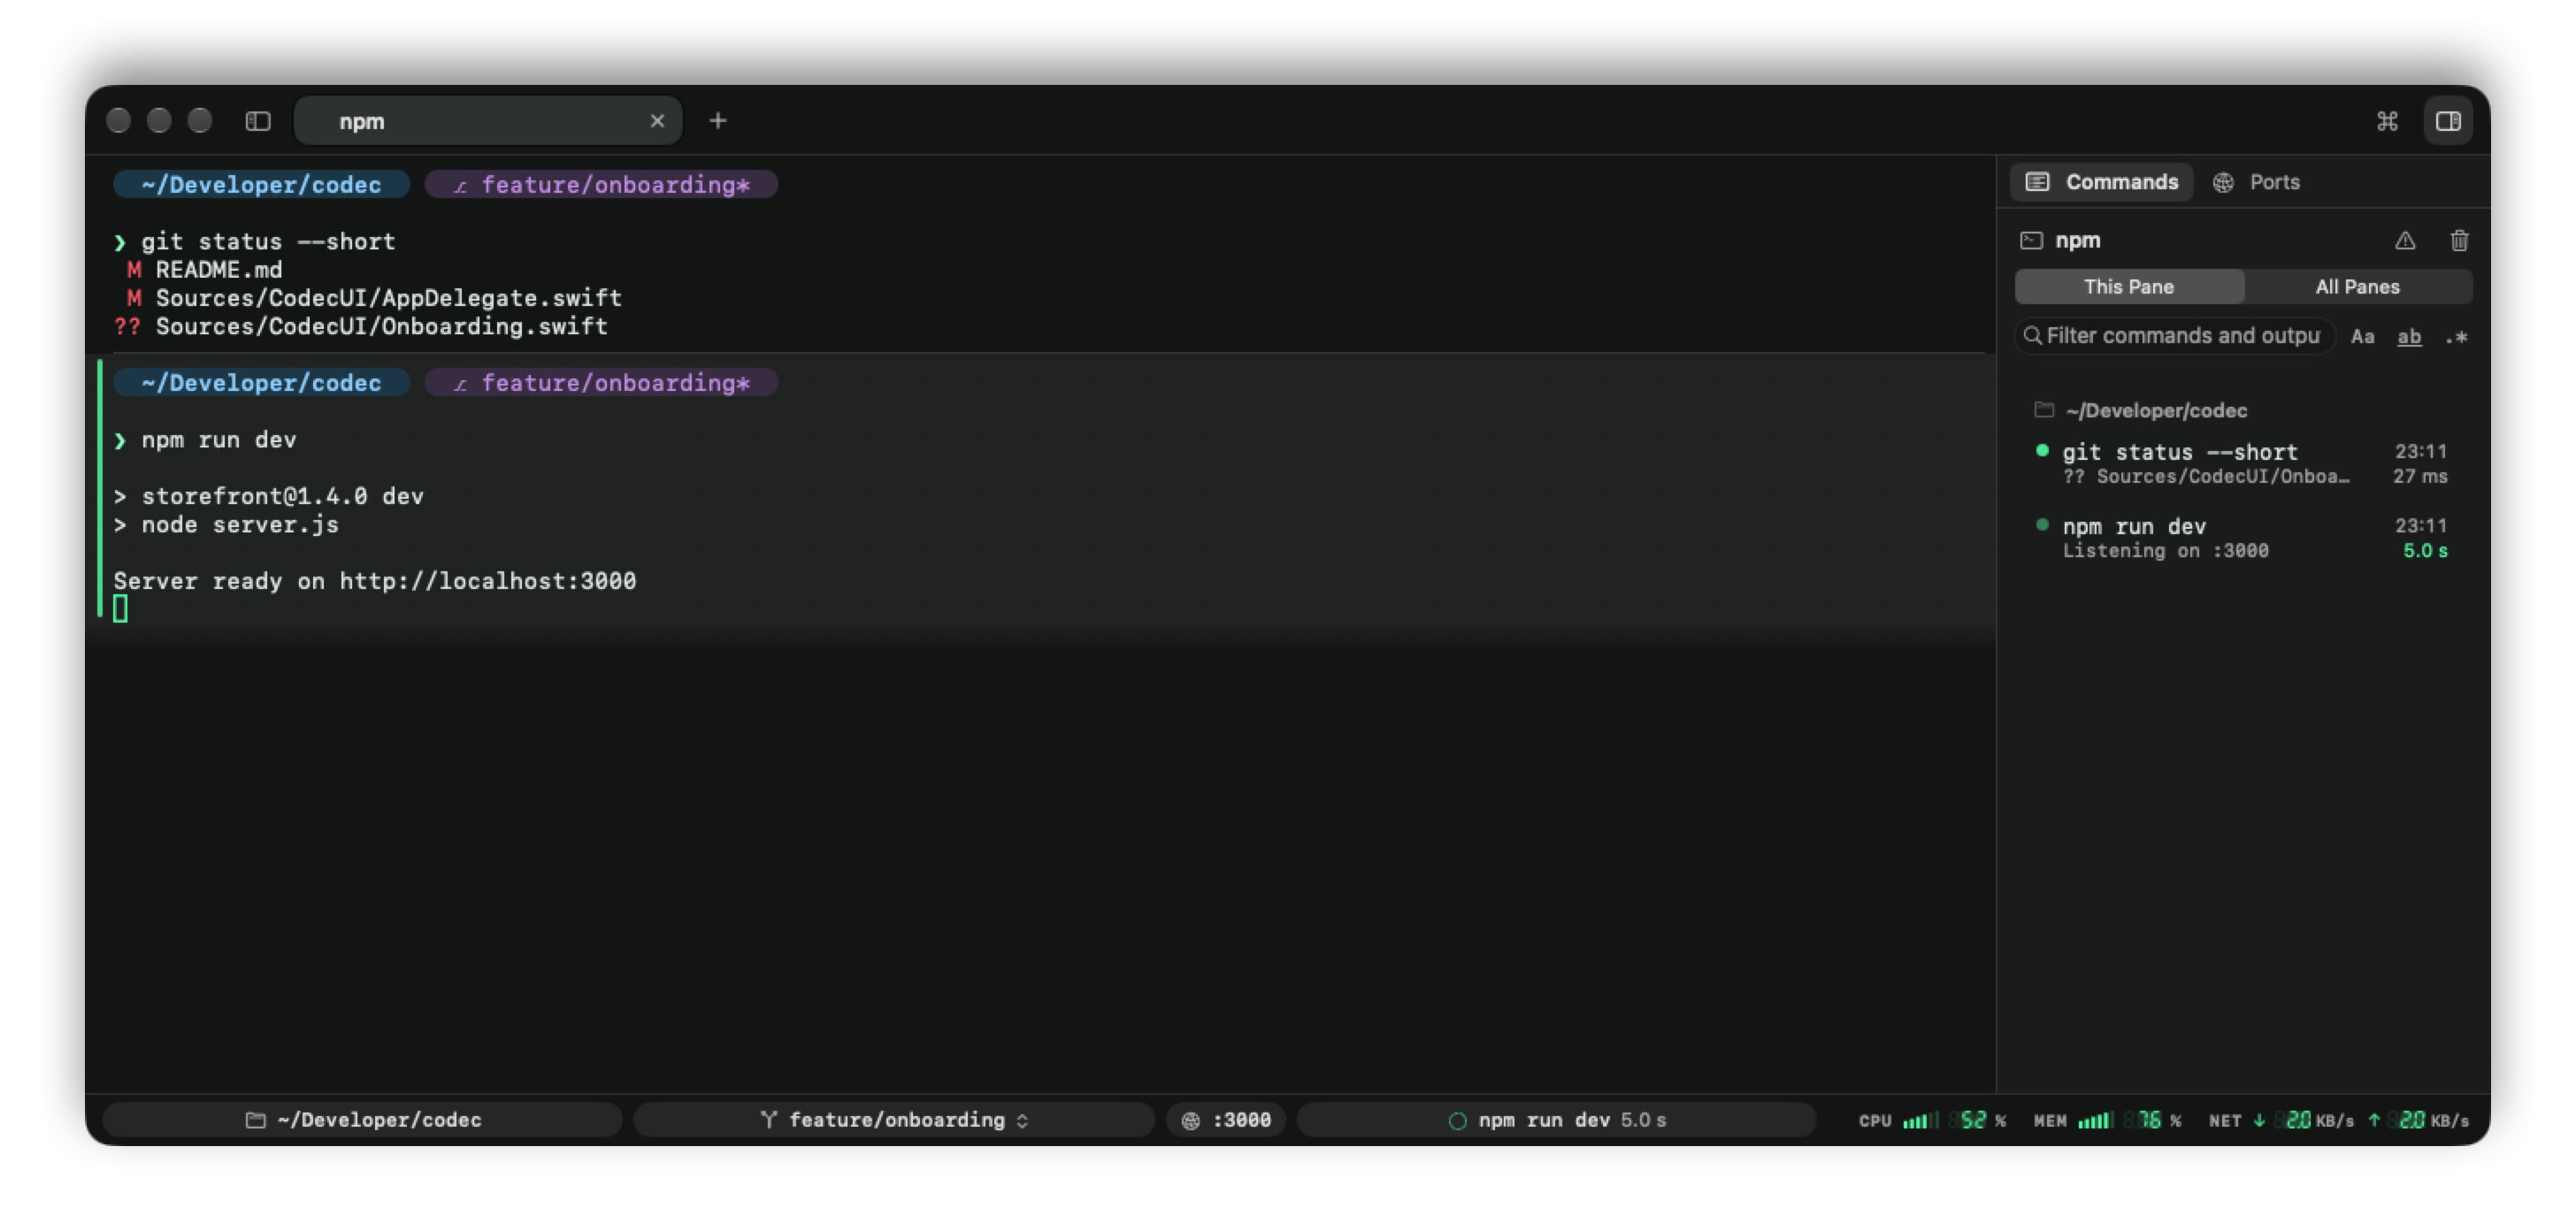 npm
~/Developer/codec feature/onboarding*
❯ git status --short
M README.md
M Sources/CodecUI/AppDelegate.swift
?? Sources/CodecUI/Onboarding.swift
~/Developer/codec feature/onboarding*
❯ npm run dev
> storefront@1.4.0 dev
> node server.js
Server ready on http://localhost:3000
Commands Ports
npm
This Pane All Panes
Filter commands and outpu Aa ab .*
~/Developer/codec
git status --short 23:11
?? Sources/CodecUI/Onboa… 27 ms
npm run dev 23:11
Listening on :3000 5.0 s
~/Developer/codec feature/onboarding :3000 npm run dev 5.0 s CPU 52 % MEM 76 % NET ↓ KB/s ↑ KB/s